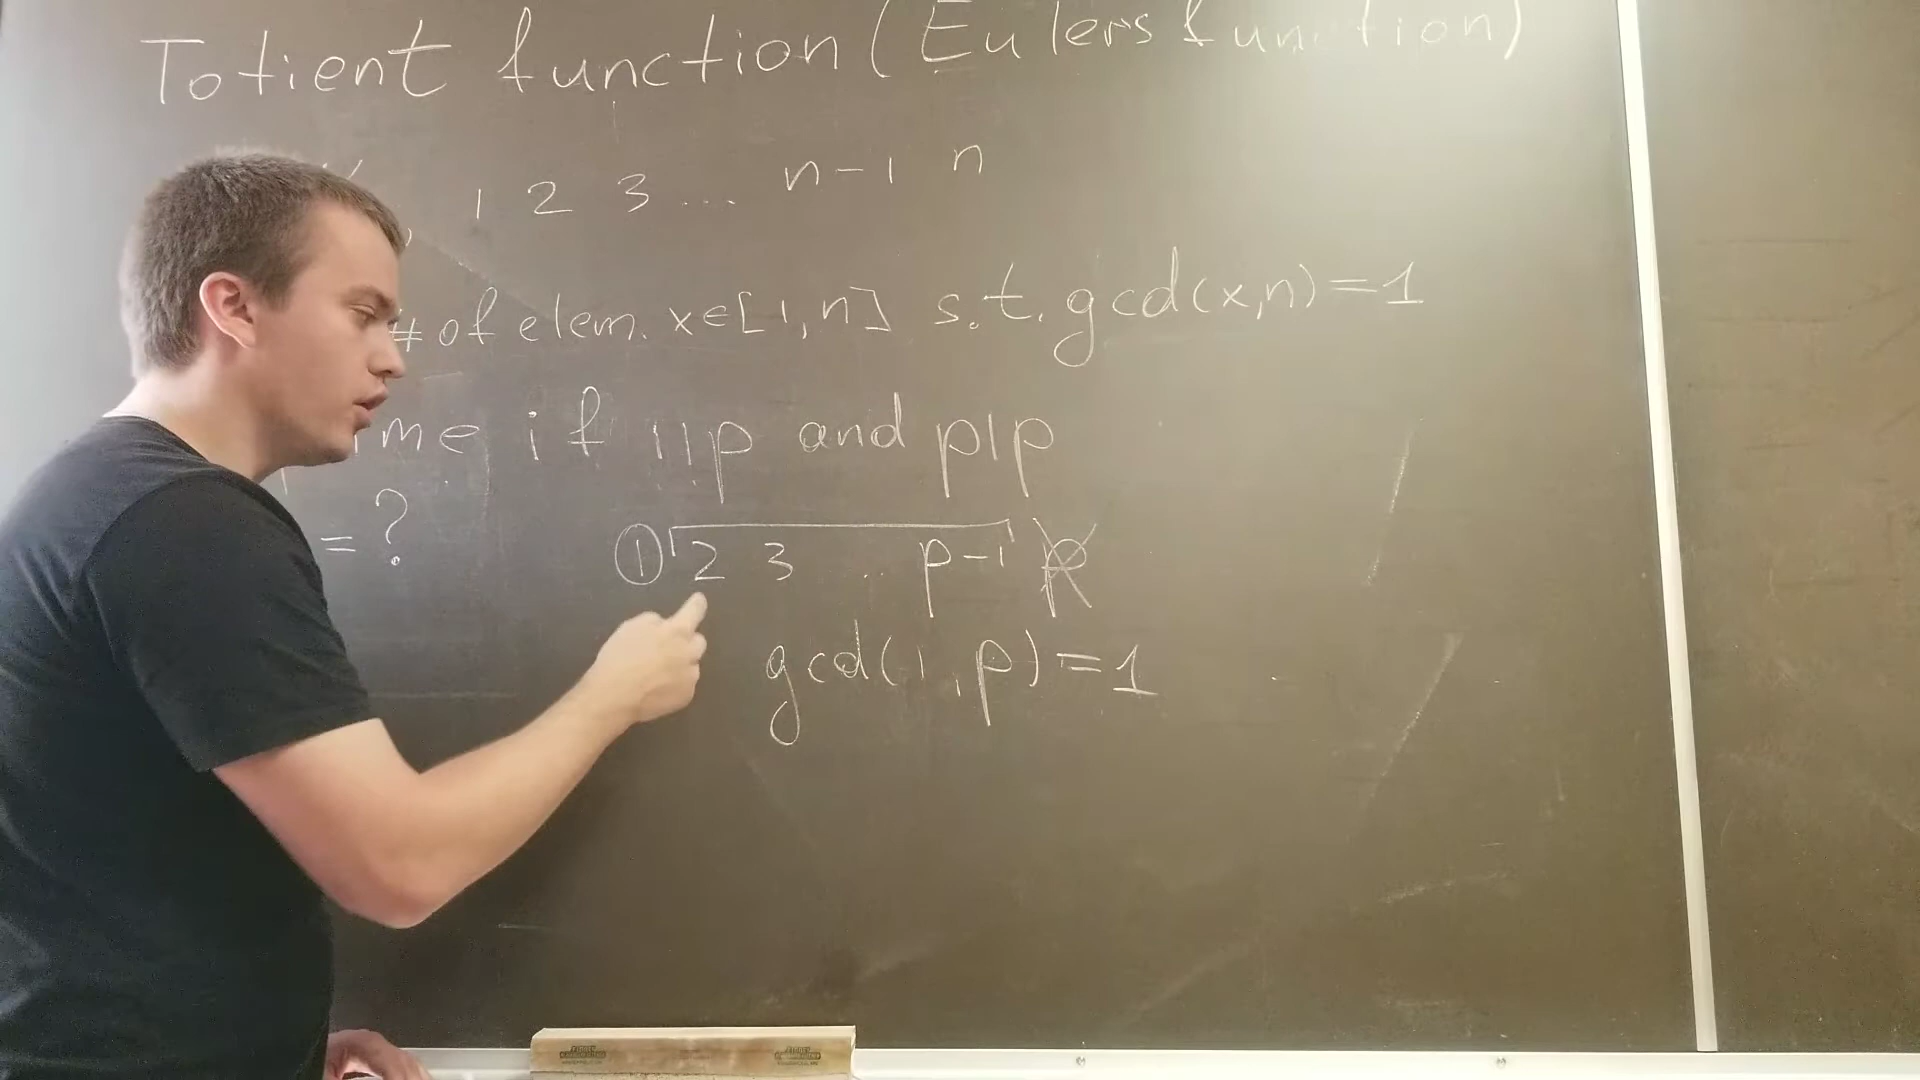 Totient function (Eulers function)
1 2 3 ... n-1 n
# of elem. x∈[1,n] s.t. gcd(x,n)=1
me if 1|p and p|p
= ?
1 2 3 .. p-1 p
gcd(1,p)=1